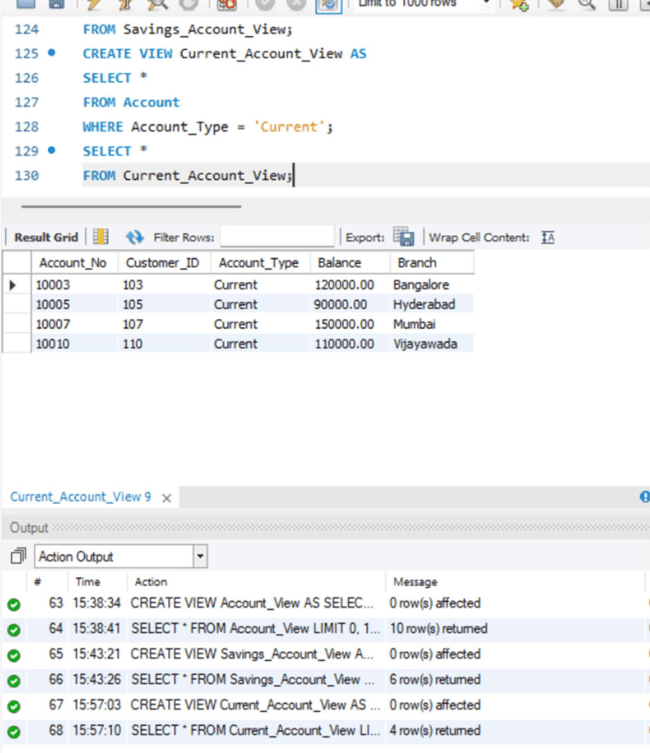 Limit to 1000 rows
124 FROM Savings_Account_View;
125 CREATE VIEW Current_Account_View AS
126 SELECT *
127 FROM Account
128 WHERE Account_Type = 'Current';
129 SELECT *
130 FROM Current_Account_View;
Result Grid Filter Rows: Export: Wrap Cell Content:
Account_No Customer_ID Account_Type Balance Branch
10003 103 Current 120000.00 Bangalore
10005 105 Current 90000.00 Hyderabad
10007 107 Current 150000.00 Mumbai
10010 110 Current 110000.00 Vijayawada
Current_Account_View 9
Output
Action Output
# Time Action Message
63 15:38:34 CREATE VIEW Account_View AS SELEC... 0 row(s) affected
64 15:38:41 SELECT * FROM Account_View LIMIT 0, 1... 10 row(s) returned
65 15:43:21 CREATE VIEW Savings_Account_View A... 0 row(s) affected
66 15:43:26 SELECT * FROM Savings_Account_View ... 6 row(s) returned
67 15:57:03 CREATE VIEW Current_Account_View AS ... 0 row(s) affected
68 15:57:10 SELECT * FROM Current_Account_View LI... 4 row(s) returned